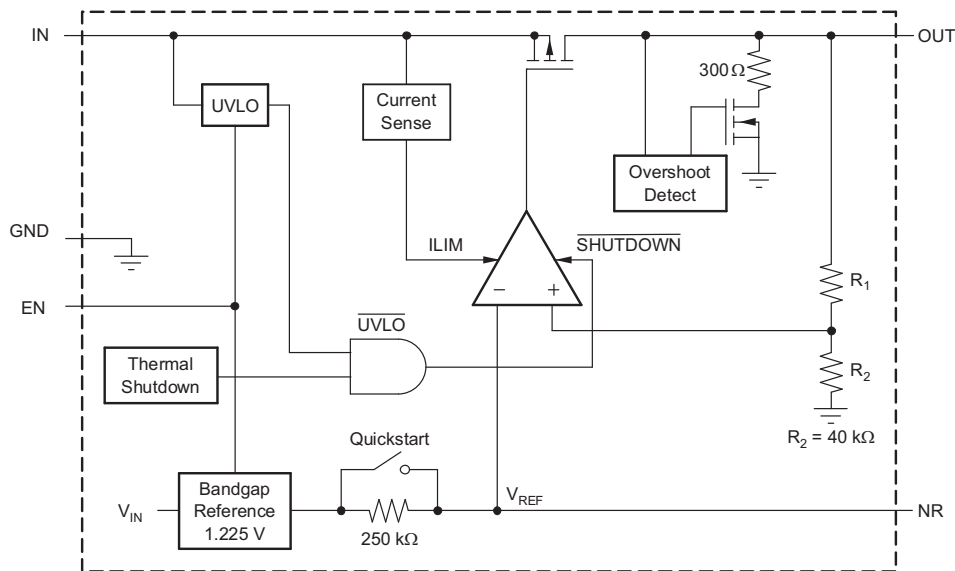 IN
OUT
300 Ω
UVLO
Current
Sense
Overshoot
Detect
GND
ILIM
SHUTDOWN
− +
R1
EN
UVLO
Thermal
Shutdown
R2
R2 = 40 kΩ
Quickstart
VIN
Bandgap
Reference
1.225 V
250 kΩ
VREF
NR